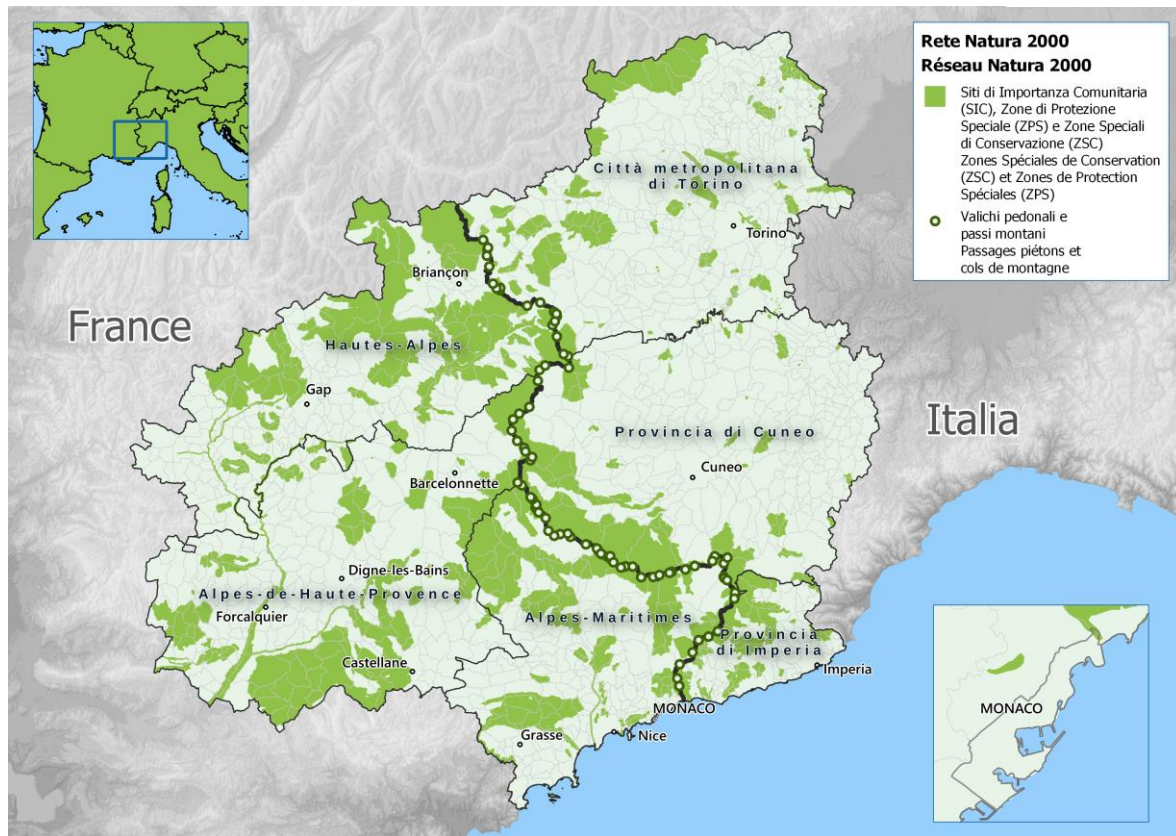 Rete Natura 2000
Réseau Natura 2000
Siti di Importanza Comunitaria
(SIC), Zone di Protezione
Speciale (ZPS) e Zone Speciali
di Conservazione (ZSC)
Zones Spéciales de Conservation
(ZSC) et Zones de Protection
Spéciales (ZPS)
Valichi pedonali e
passi montani
Passages piétons et
cols de montagne
Città metropolitana
di Torino
Torino
Briançon
France
Hautes-Alpes
Gap
Italia
Provincia di Cuneo
Cuneo
Barcelonnette
Digne-les-Bains
Alpes-de-Haute-Provence
Forcalquier
Alpes-Maritimes
Provincia
di Imperia
Imperia
Castellane
MONACO
Nice
Grasse
MONACO